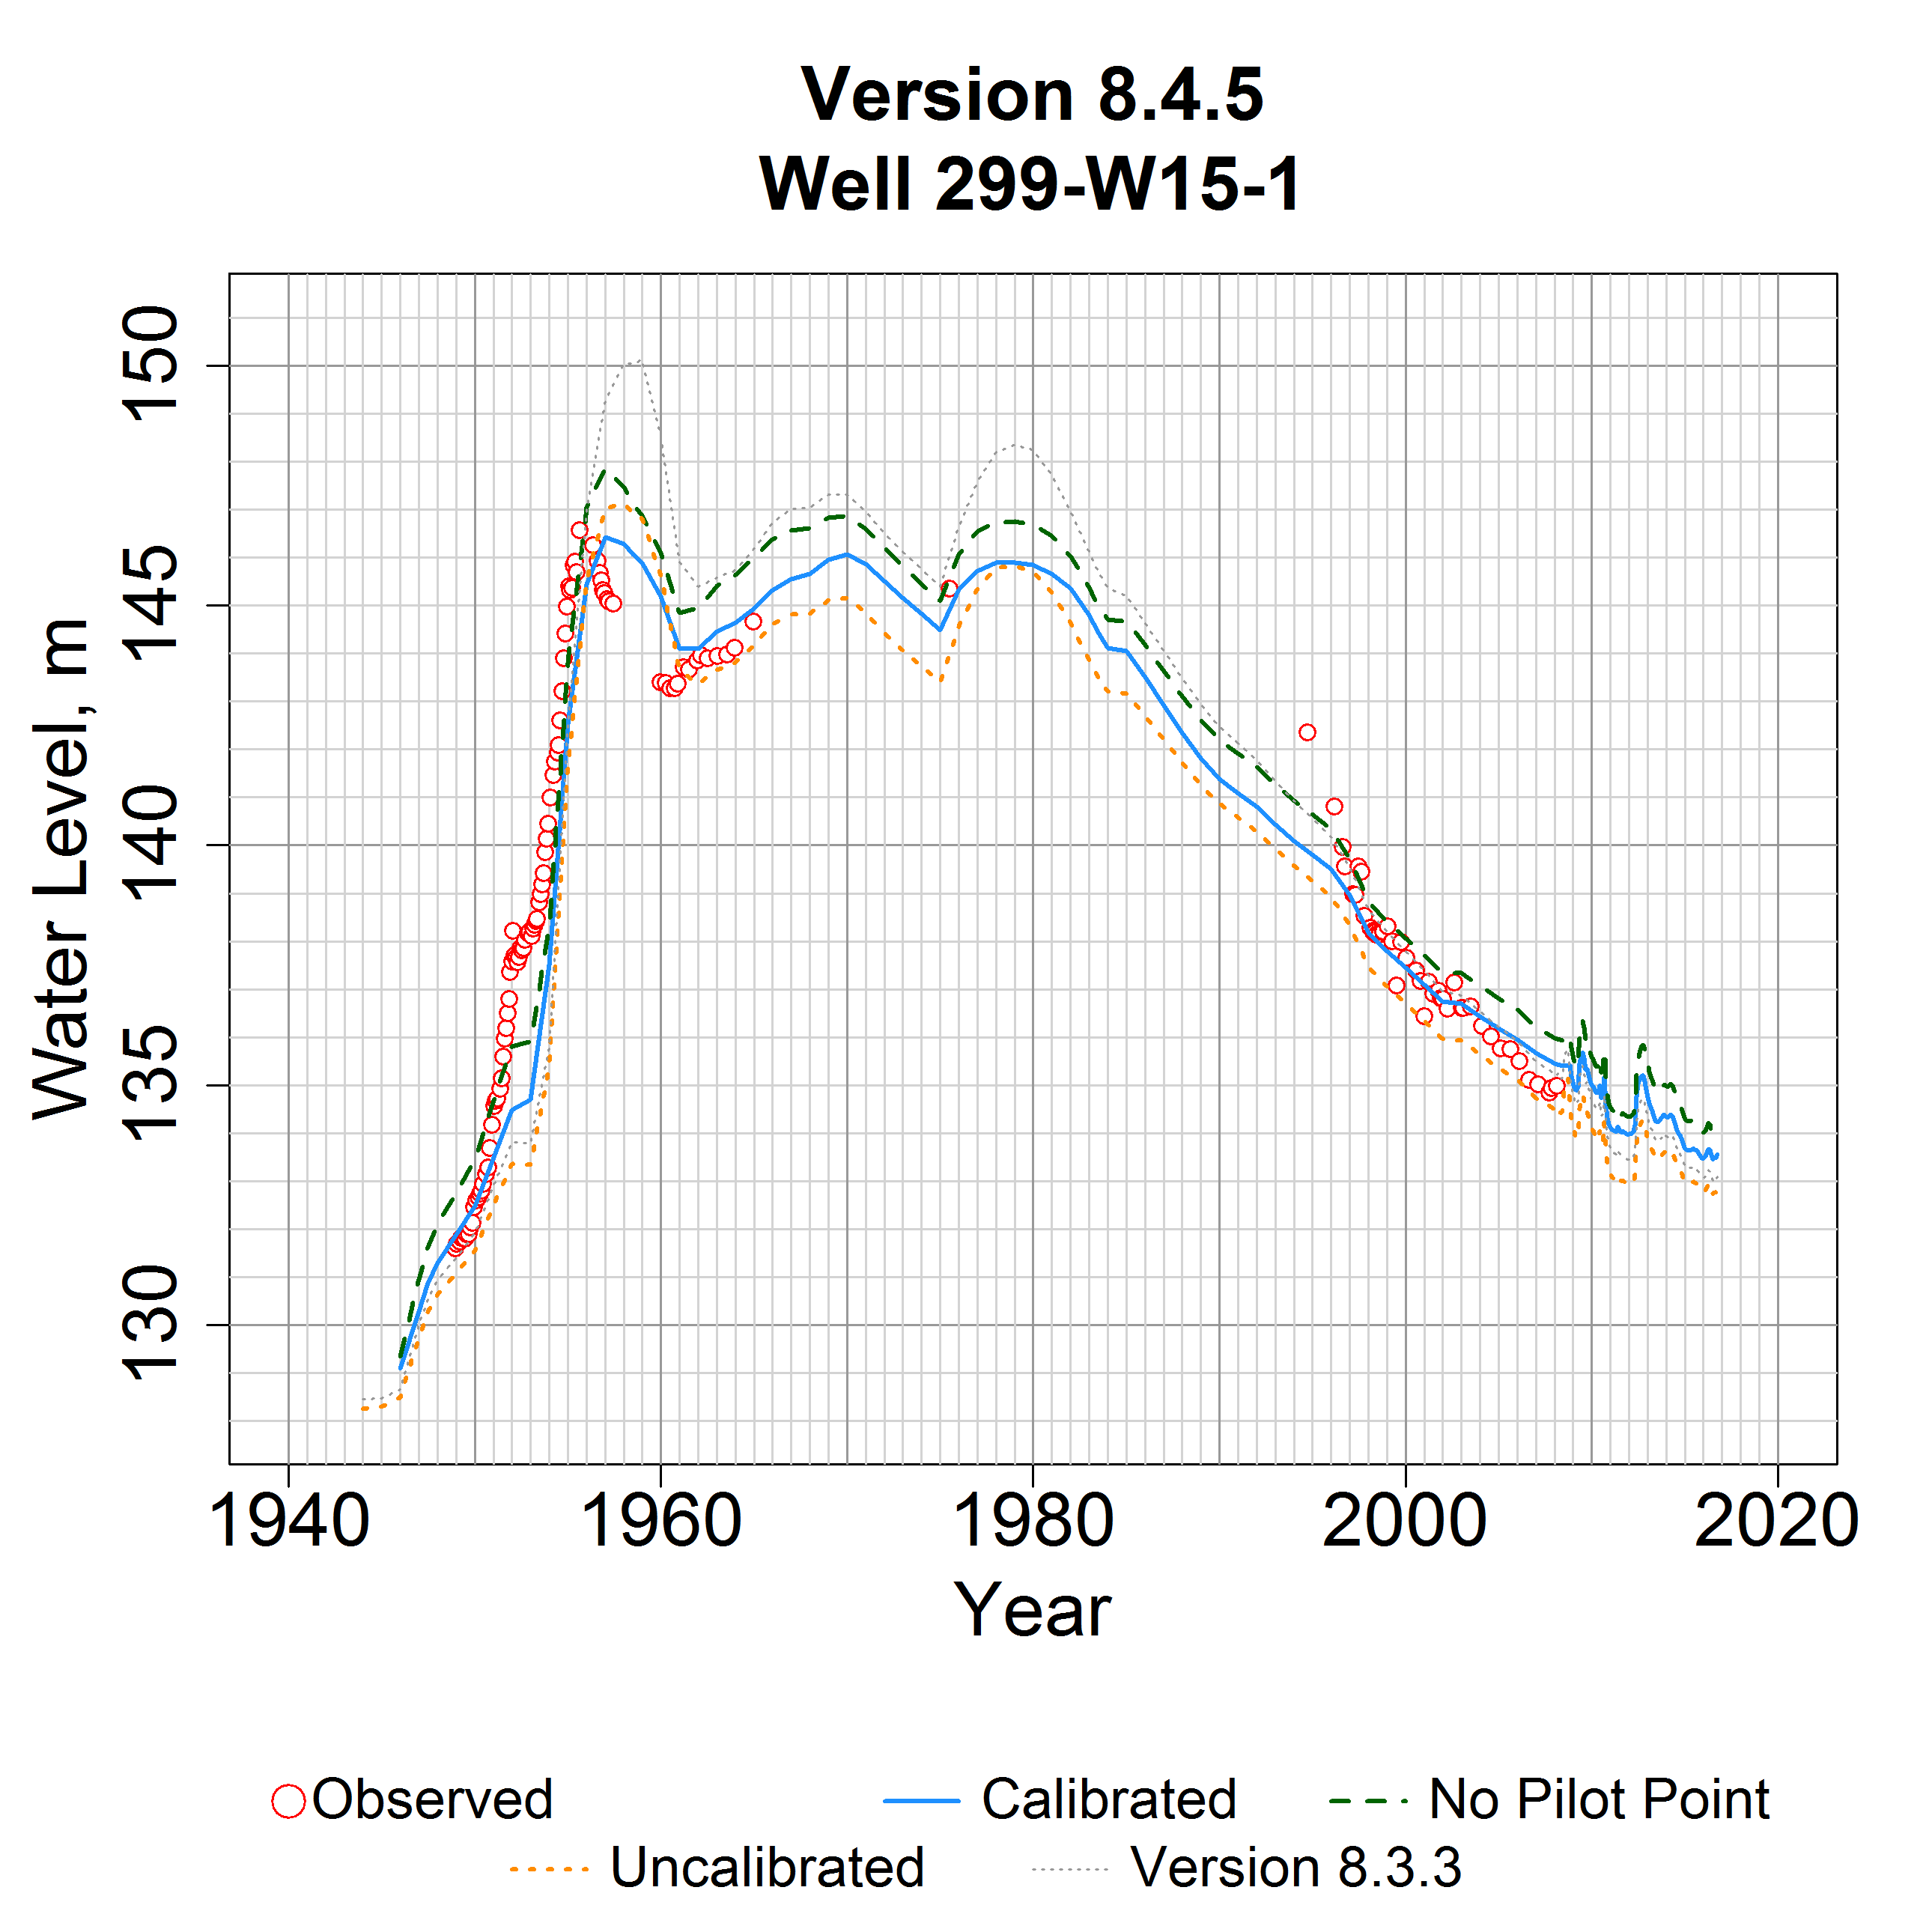 Version 8.4.5
Well 299-W15-1
Water Level, m
150
145
140
135
130
1940 1960 1980 2000 2020
Year
Observed Calibrated No Pilot Point
Uncalibrated Version 8.3.3